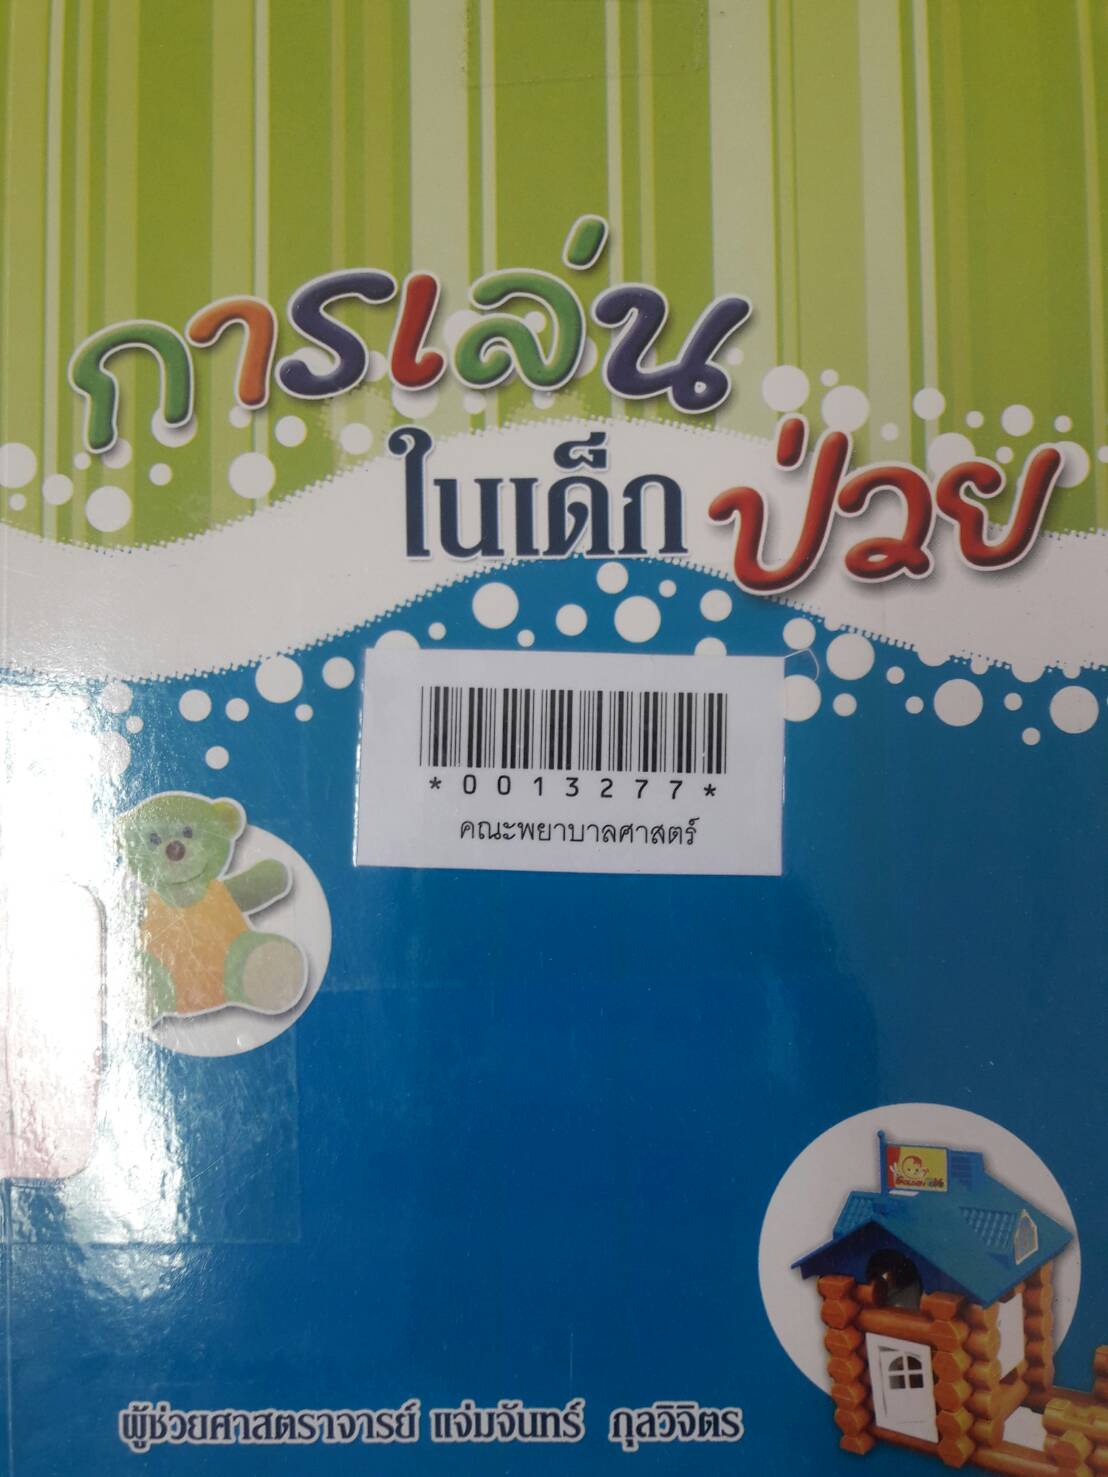 การเล่น
ในเด็กป่วย
*0013277*
คณะพยาบาลศาสตร์
ผู้ช่วยศาสตราจารย์ แจ่มจันทร์ กุลวิจิตร